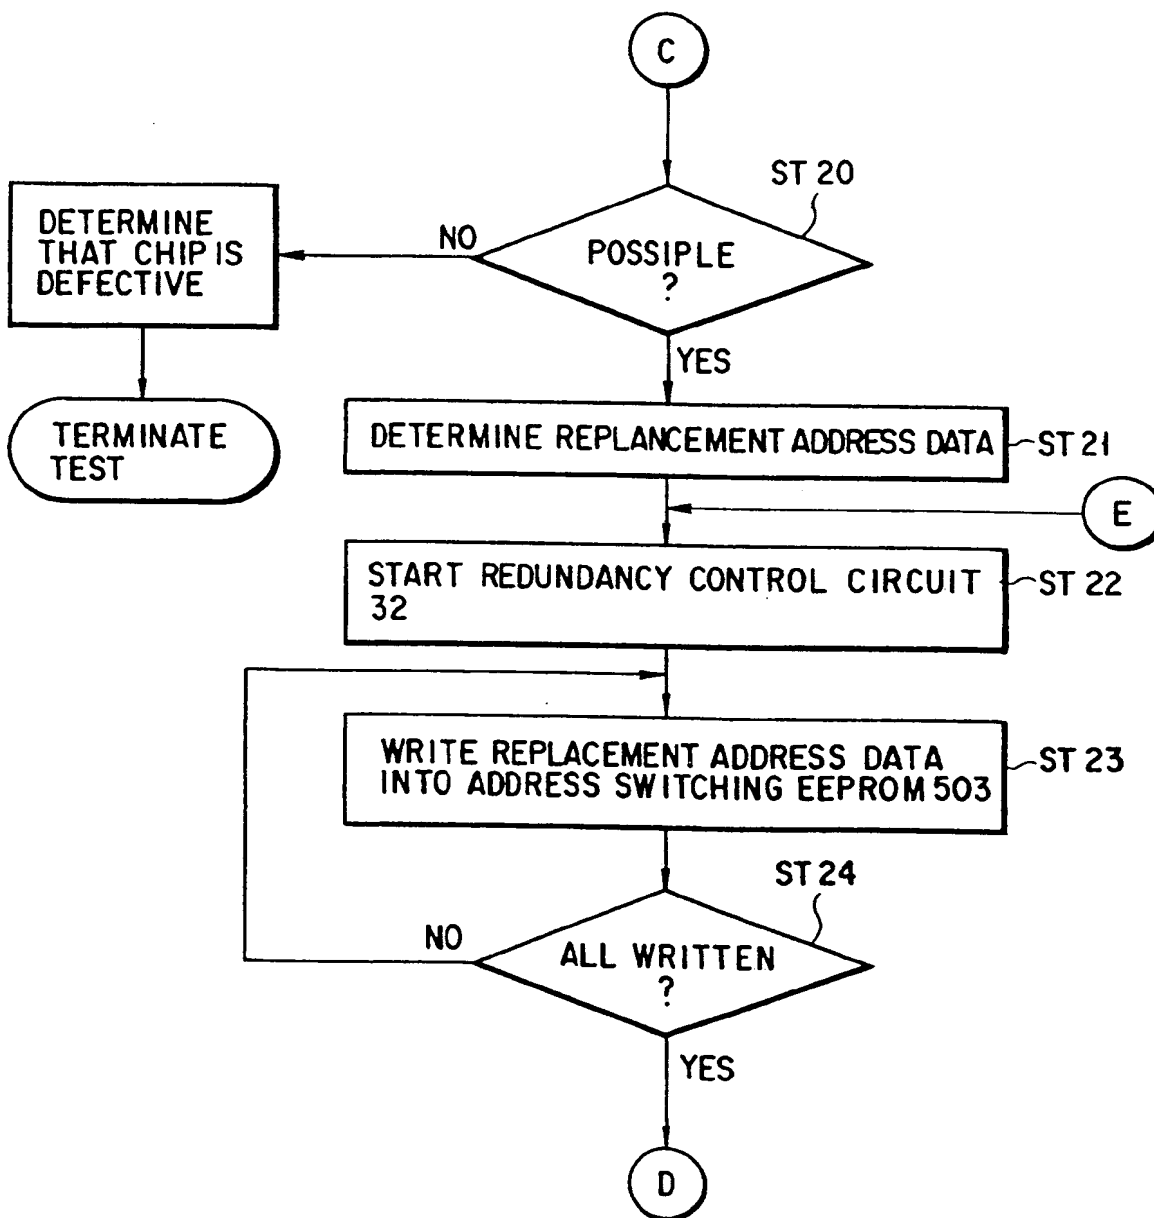 C
ST 20
POSSIPLE
?
NO
DETERMINE
THAT CHIP IS
DEFECTIVE
YES
TERMINATE
TEST
DETERMINE REPLANCEMENT ADDRESS DATA
ST 21
E
START REDUNDANCY CONTROL CIRCUIT
32
ST 22
WRITE REPLACEMENT ADDRESS DATA
INTO ADDRESS SWITCHING EEPROM 503
ST 23
ST 24
NO
ALL WRITTEN
?
YES
D